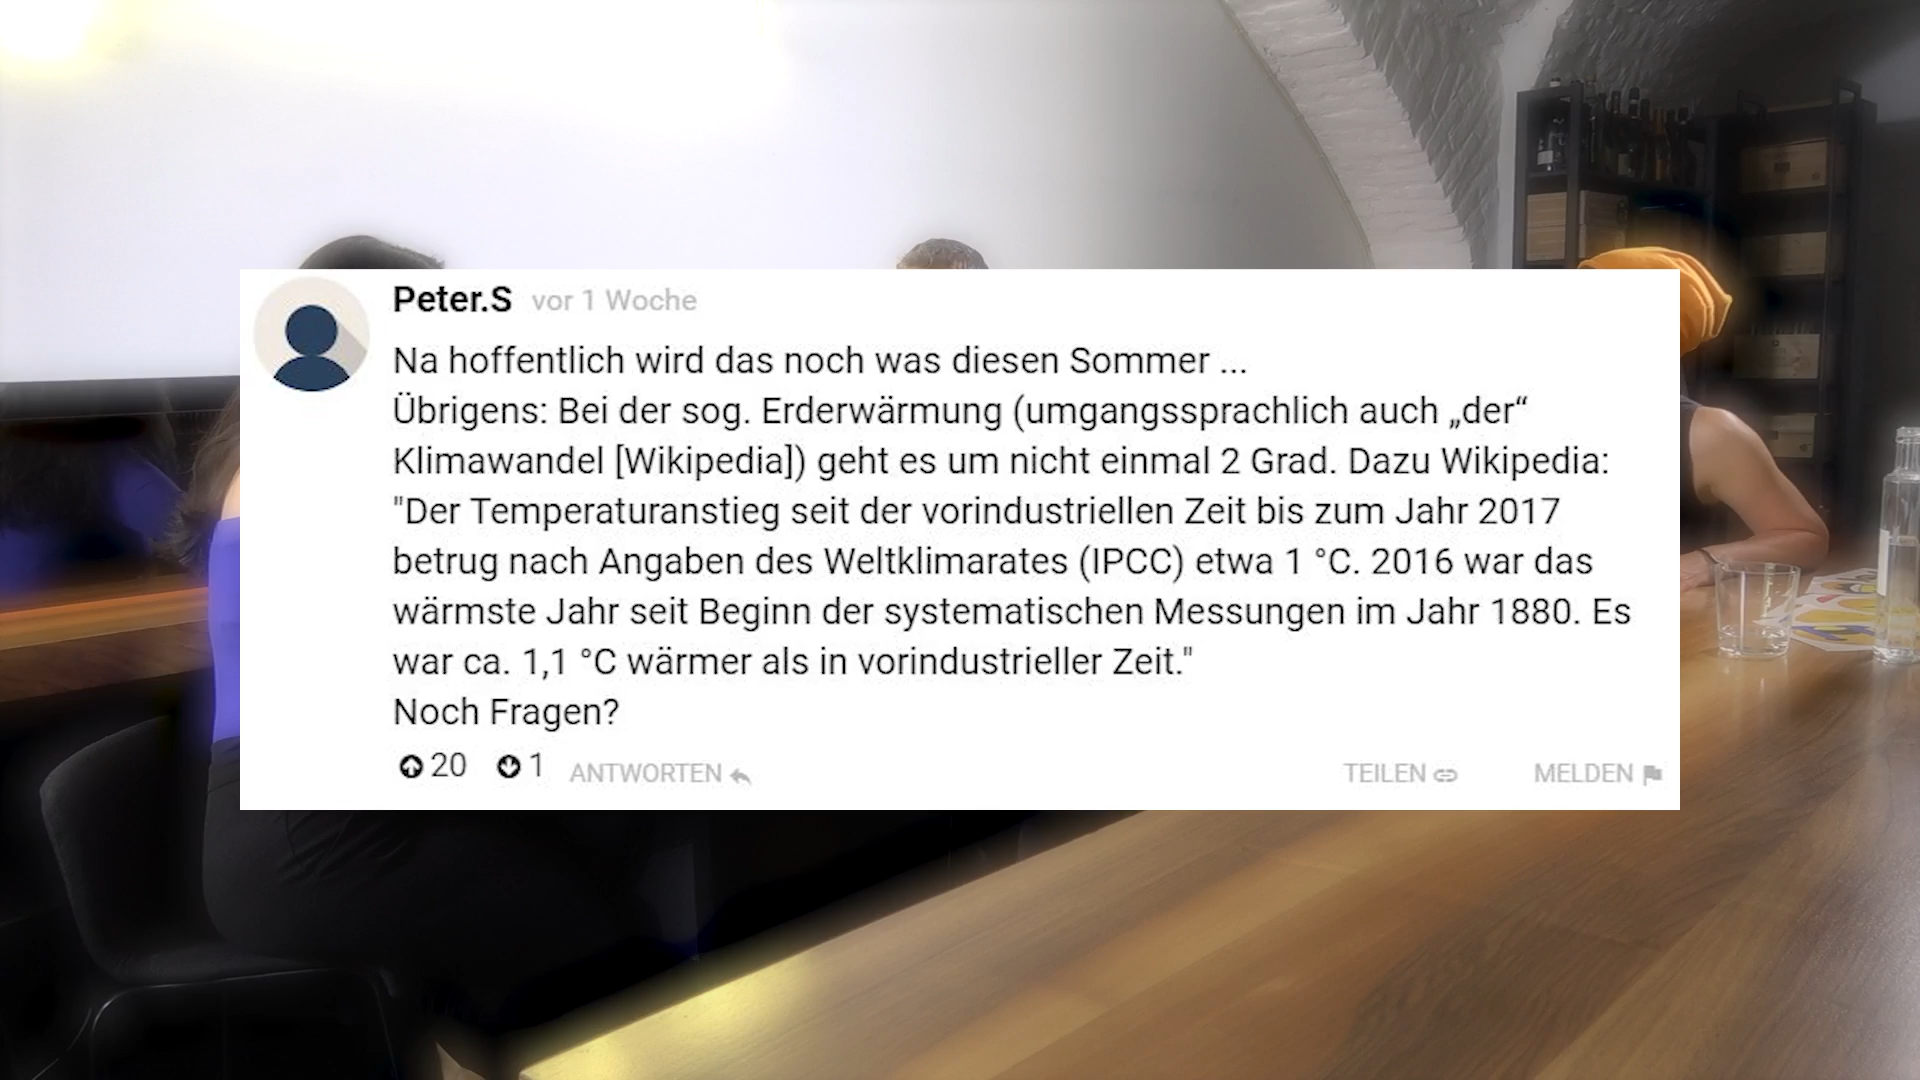 Peter.S vor 1 Woche
Na hoffentlich wird das noch was diesen Sommer ...
Übrigens: Bei der sog. Erderwärmung (umgangssprachlich auch „der“
Klimawandel [Wikipedia]) geht es um nicht einmal 2 Grad. Dazu Wikipedia:
"Der Temperaturanstieg seit der vorindustriellen Zeit bis zum Jahr 2017
betrug nach Angaben des Weltklimarates (IPCC) etwa 1 °C. 2016 war das
wärmste Jahr seit Beginn der systematischen Messungen im Jahr 1880. Es
war ca. 1,1 °C wärmer als in vorindustrieller Zeit."
Noch Fragen?
20 1 ANTWORTEN TEILEN MELDEN